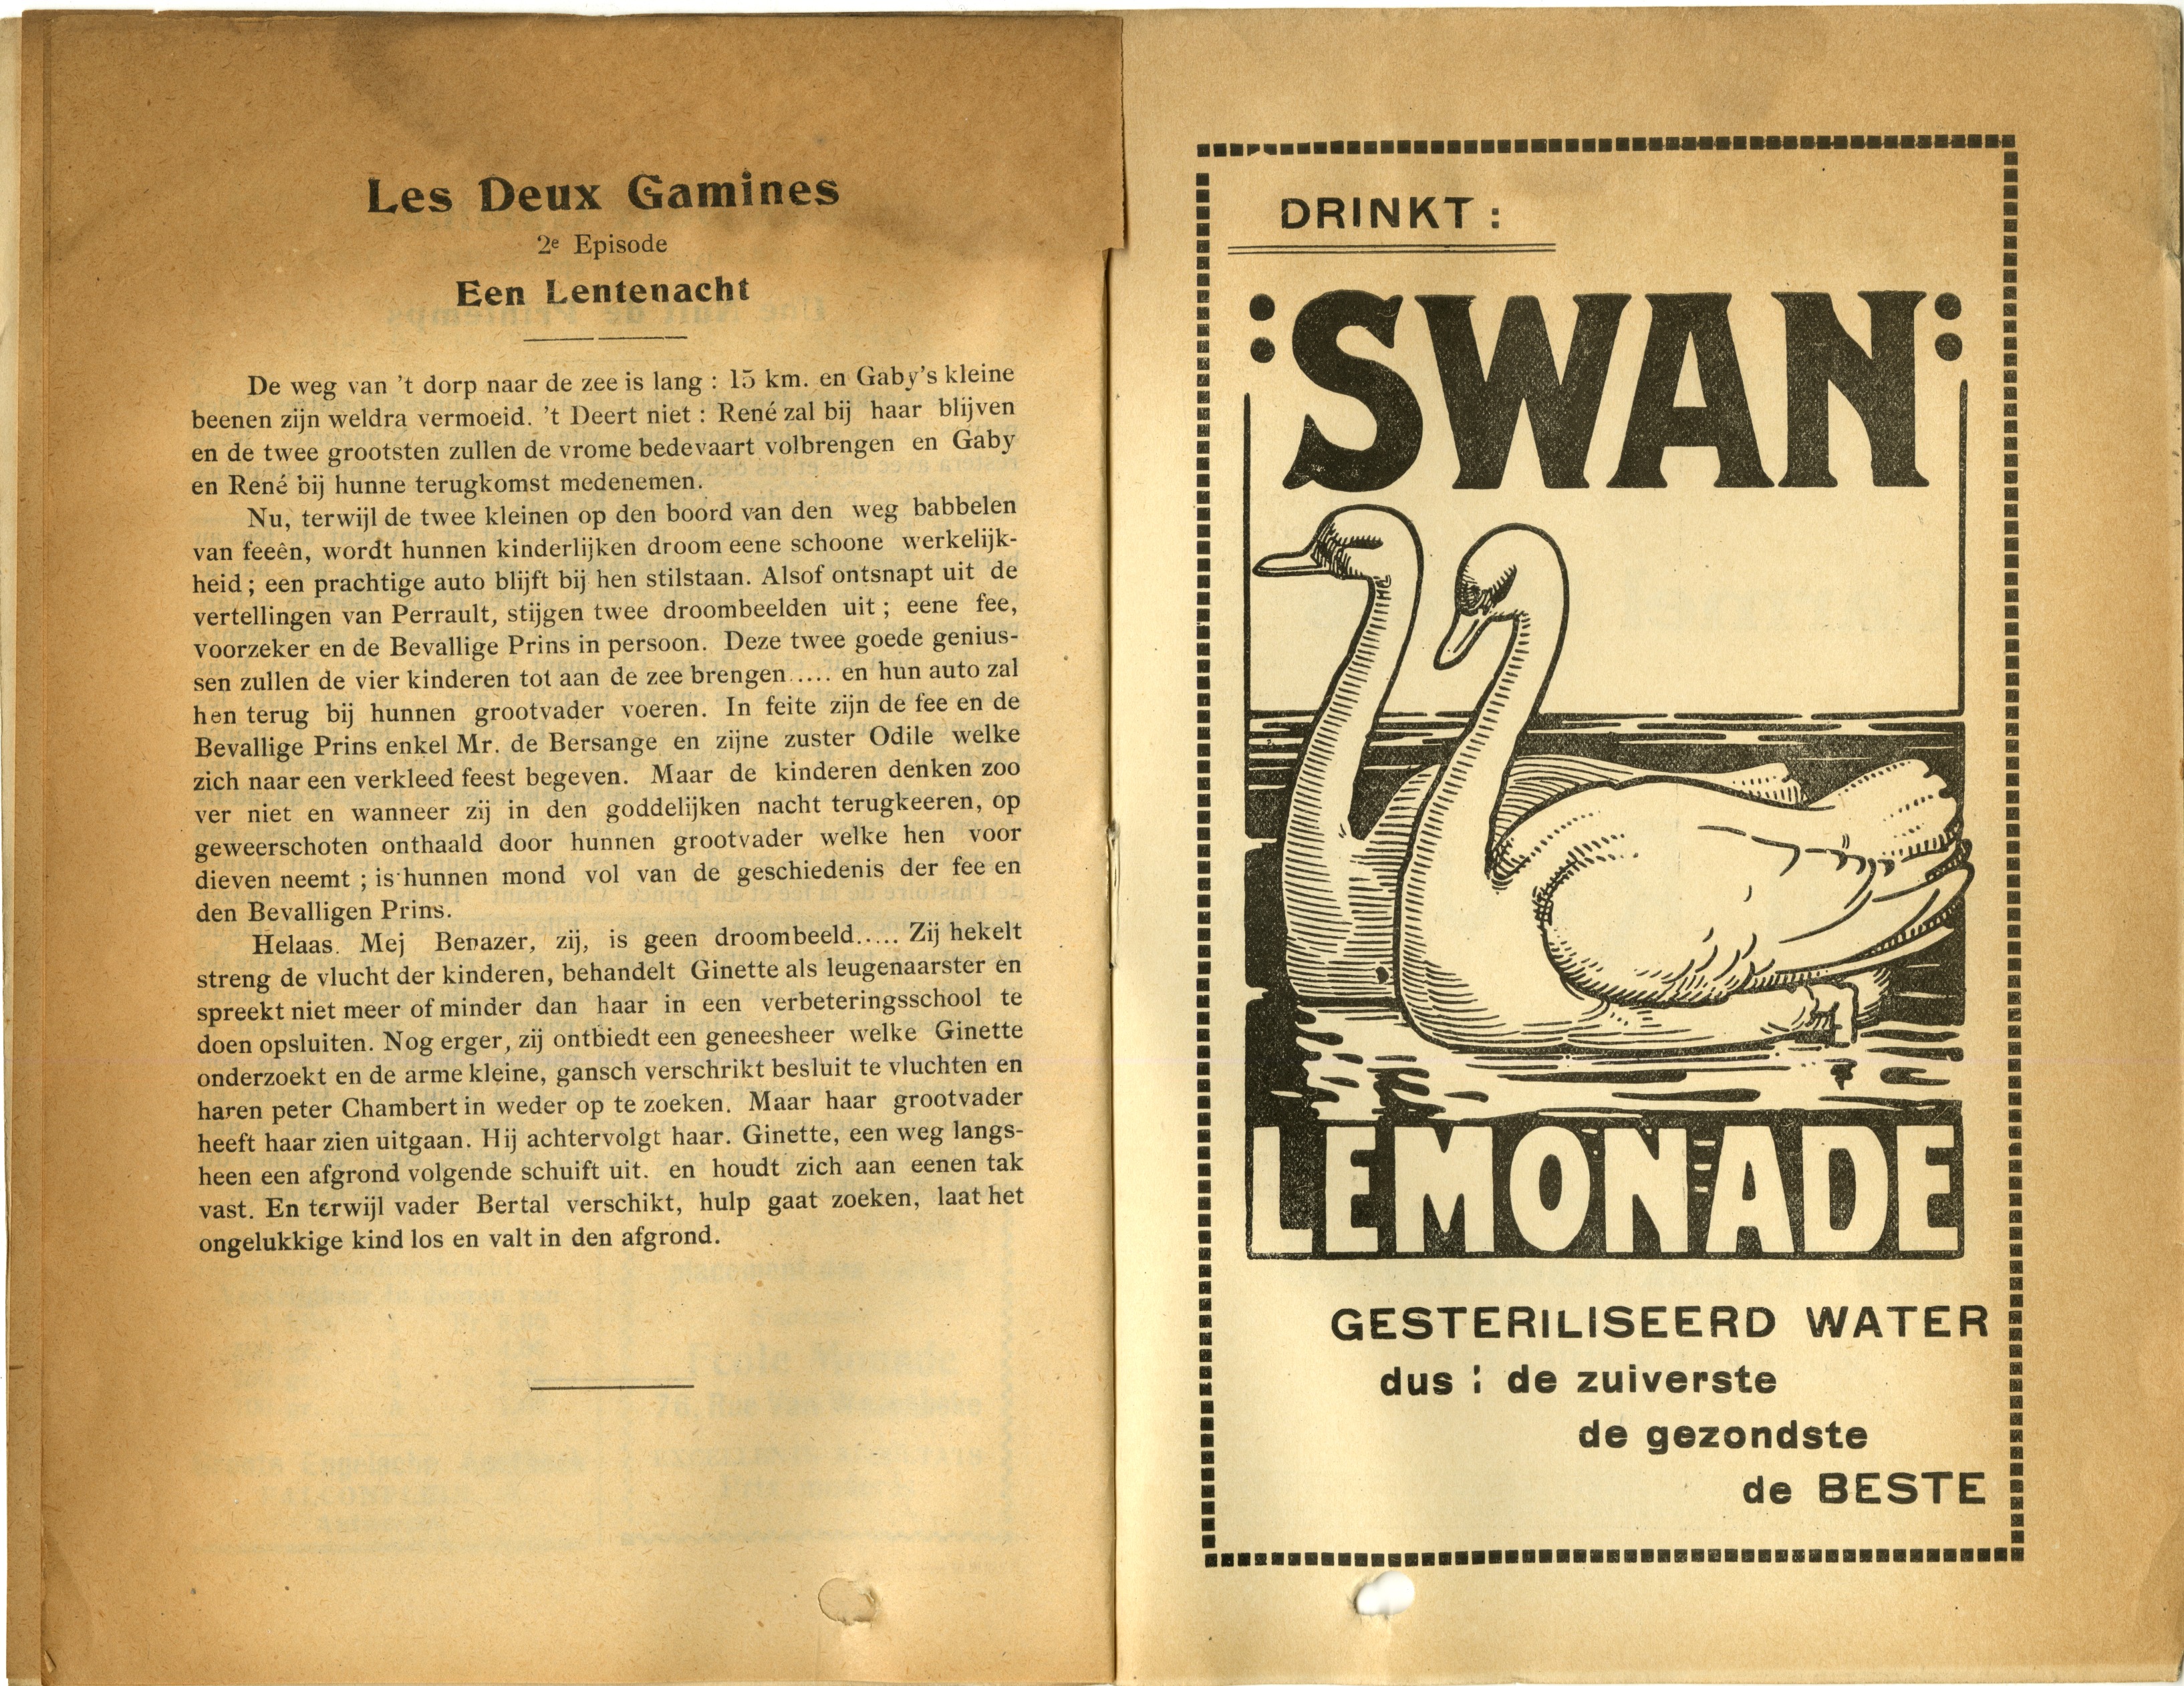 Les Deux Gamines
2e Episode
Een Lentenacht
De weg van 't dorp naar de zee is lang : 15 km. en Gaby's kleine
beenen zijn weldra vermoeid. 't Deert niet : René zal bij haar blijven
en de twee grootsten zullen de vrome bedevaart volbrengen en Gaby
en René bij hunne terugkomst medenemen.
Nu, terwijl de twee kleinen op den boord van den weg babbelen
van feeên, wordt hunnen kinderlijken droom eene schoone werkelijk-
heid ; een prachtige auto blijft bij hen stilstaan. Alsof ontsnapt uit de
vertellingen van Perrault, stijgen twee droombeelden uit ; eene fee,
voorzeker en de Bevallige Prins in persoon. Deze twee goede genius-
sen zullen de vier kinderen tot aan de zee brengen ..... en hun auto zal
hen terug bij hunnen grootvader voeren. In feite zijn de fee en de
Bevallige Prins enkel Mr. de Bersange en zijne zuster Odile welke
zich naar een verkleed feest begeven. Maar de kinderen denken zoo
ver niet en wanneer zij in den goddelijken nacht terugkeeren, op
geweerschoten onthaald door hunnen grootvader welke hen voor
dieven neemt ; is hunnen mond vol van de geschiedenis der fee en
den Bevalligen Prins.
Helaas. Mej Benazer, zij, is geen droombeeld..... Zij hekelt
streng de vlucht der kinderen, behandelt Ginette als leugenaarster en
spreekt niet meer of minder dan haar in een verbeteringsschool te
doen opsluiten. Nog erger, zij ontbiedt een geneesheer welke Ginette
onderzoekt en de arme kleine, gansch verschrikt besluit te vluchten en
haren peter Chambert in weder op te zoeken. Maar haar grootvader
heeft haar zien uitgaan. Hij achtervolgt haar. Ginette, een weg langs-
heen een afgrond volgende schuift uit. en houdt zich aan eenen tak
vast. En terwijl vader Bertal verschikt, hulp gaat zoeken, laat het
ongelukkige kind los en valt in den afgrond.
DRINKT :
:SWAN:
LEMONADE
GESTERILISEERD WATER
dus : de zuiverste
de gezondste
de BESTE